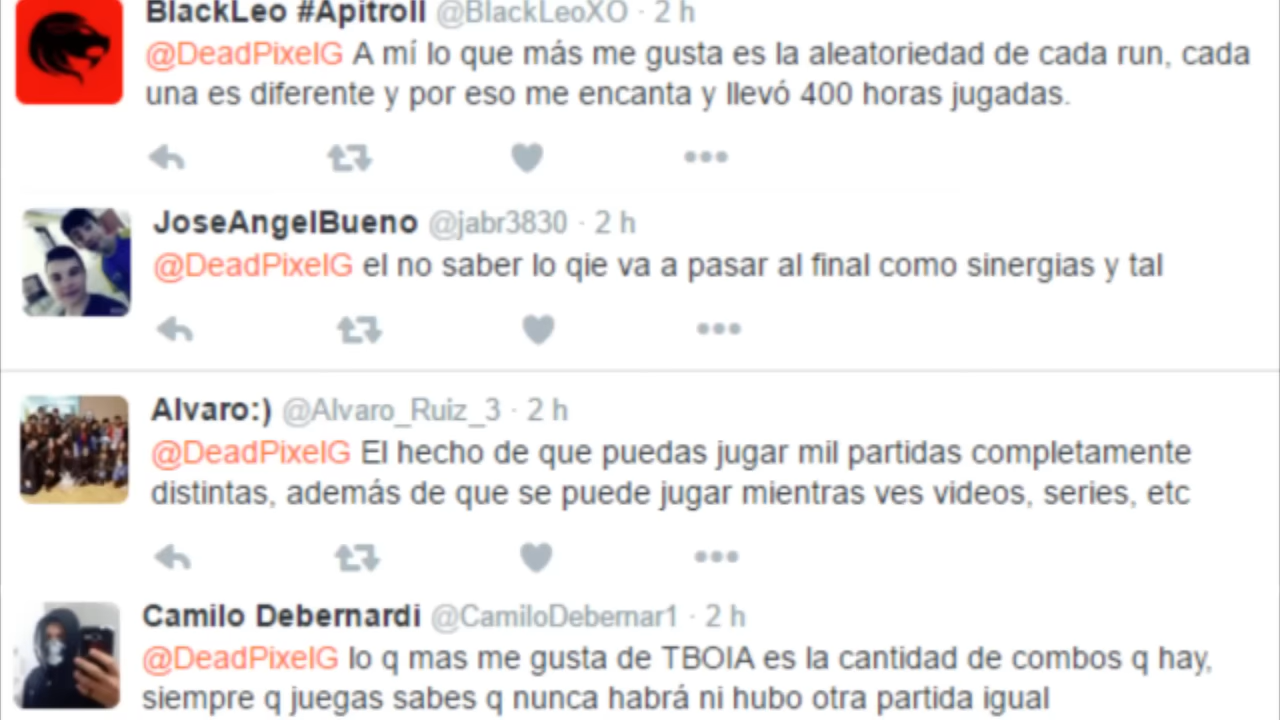 BlackLeo #Apitroll @BlackLeoXO · 2 h
@DeadPixelG A mí lo que más me gusta es la aleatoriedad de cada run, cada
una es diferente y por eso me encanta y llevó 400 horas jugadas.
JoseAngelBueno @jabr3830 · 2 h
@DeadPixelG el no saber lo qie va a pasar al final como sinergias y tal
Alvaro:) @Alvaro_Ruiz_3 · 2 h
@DeadPixelG El hecho de que puedas jugar mil partidas completamente
distintas, además de que se puede jugar mientras ves videos, series, etc
Camilo Debernardi @CamiloDebernar1 · 2 h
@DeadPixelG lo q mas me gusta de TBOIA es la cantidad de combos q hay,
siempre q juegas sabes q nunca habrá ni hubo otra partida igual